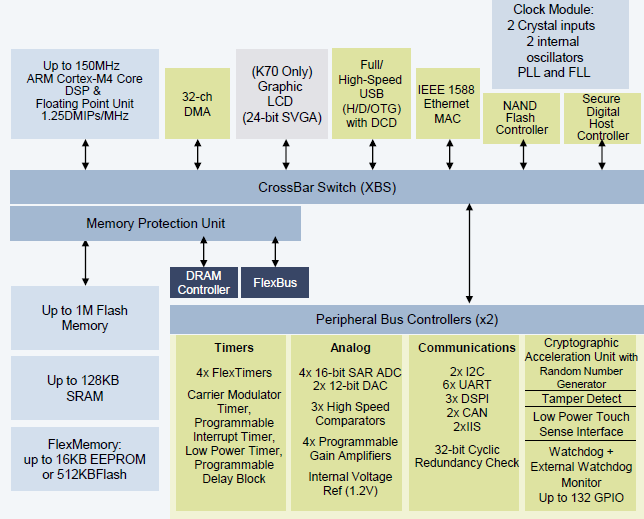 Clock Module:
2 Crystal inputs
2 internal
oscillators
PLL and FLL
Up to 150MHz
ARM Cortex-M4 Core
DSP &
Floating Point Unit
1.25DMIPs/MHz
32-ch
DMA
(K70 Only)
Graphic
LCD
(24-bit SVGA)
Full/
High-Speed
USB
(H/D/OTG)
with DCD
IEEE 1588
Ethernet
MAC
NAND
Flash
Controller
Secure
Digital
Host
Controller
CrossBar Switch (XBS)
Memory Protection Unit
DRAM
Controller
FlexBus
Up to 1M Flash
Memory
Up to 128KB
SRAM
FlexMemory:
up to 16KB EEPROM
or 512KBFlash
Peripheral Bus Controllers (x2)
Timers
4x FlexTimers
Carrier Modulator
Timer,
Programmable
Interrupt Timer,
Low Power Timer,
Programmable
Delay Block
Analog
4x 16-bit SAR ADC
2x 12-bit DAC
3x High Speed
Comparators
4x Programmable
Gain Amplifiers
Internal Voltage
Ref (1.2V)
Communications
2x I2C
6x UART
3x DSPI
2x CAN
2xIIS
32-bit Cyclic
Redundancy Check
Cryptographic
Acceleration Unit with
Random Number
Generator
Tamper Detect
Low Power Touch
Sense Interface
Watchdog +
External Watchdog
Monitor
Up to 132 GPIO